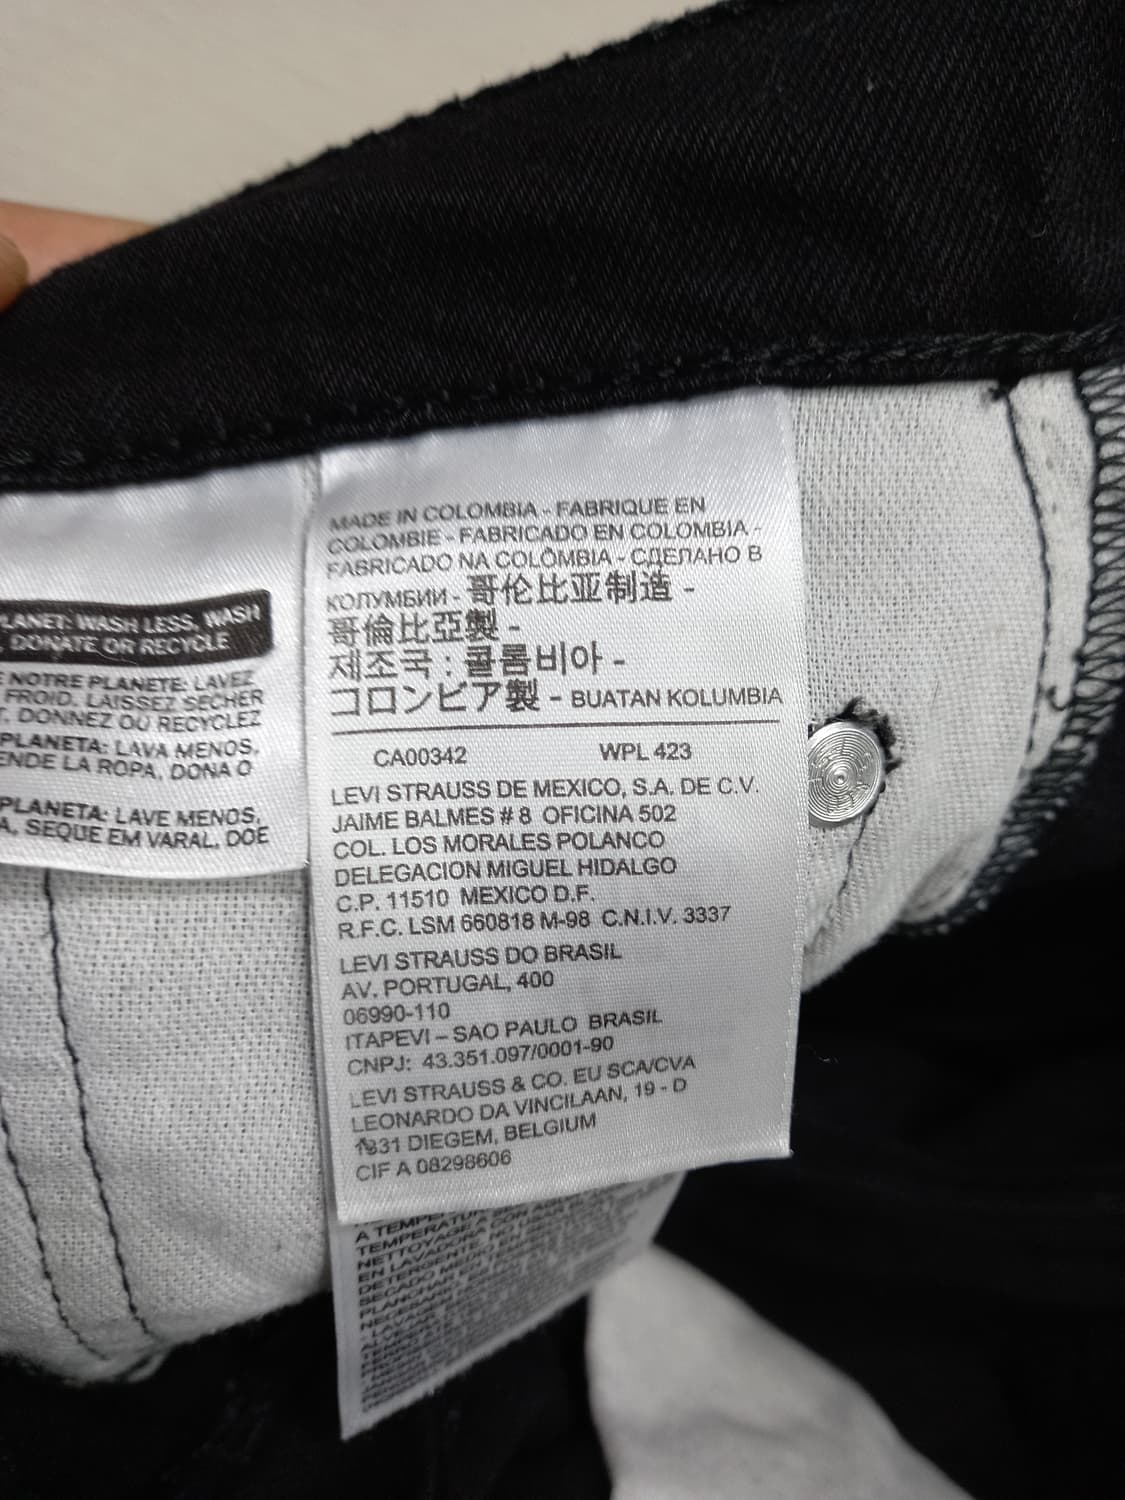 LANET: WASH LESS, WASH
DONATE OR RECYCLE
NOTRE PLANETE: LAVEZ
FROID, LAISSEZ SECHER
DONNEZ OU RECYCLEZ
PLANETA: LAVA MENOS,
ENDE LA ROPA, DONA O
PLANETA: LAVE MENOS,
A, SEQUE EM VARAL, DOE
MADE IN COLOMBIA - FABRIQUE EN
COLOMBIE - FABRICADO EN COLOMBIA -
FABRICADO NA COLÔMBIA - СДЕЛАНО В
КОЛУМБИИ - 哥伦比亚制造 -
哥倫比亞製 -
제조국 : 콜롬비아 -
コロンビア製 - BUATAN KOLUMBIA
CA00342 WPL 423
LEVI STRAUSS DE MEXICO, S.A. DE C.V.
JAIME BALMES # 8 OFICINA 502
COL. LOS MORALES POLANCO
DELEGACION MIGUEL HIDALGO
C.P. 11510 MEXICO D.F.
R.F.C. LSM 660818 M-98 C.N.I.V. 3337
LEVI STRAUSS DO BRASIL
AV. PORTUGAL, 400
06990-110
ITAPEVI – SAO PAULO BRASIL
CNPJ: 43.351.097/0001-90
LEVI STRAUSS & CO. EU SCA/CVA
LEONARDO DA VINCILAAN, 19 - D
1831 DIEGEM, BELGIUM
CIF A 08298606
A
NETTOYAGE
EN LAVADORA